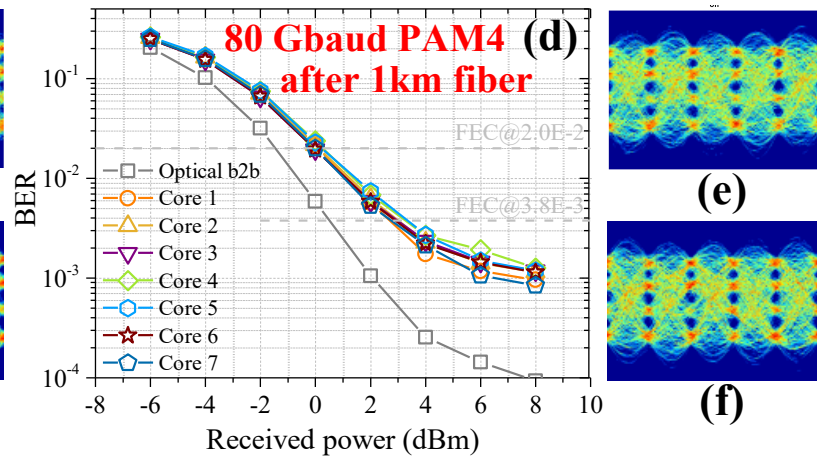 80 Gbaud PAM4 (d)
after 1km fiber
FEC@2.0E-2
FEC@3.8E-3
Optical b2b
Core 1
Core 2
Core 3
Core 4
Core 5
Core 6
Core 7
BER
10-1
10-2
10-3
10-4
-8 -6 -4 -2 0 2 4 6 8 10
Received power (dBm)
(e)
(f)